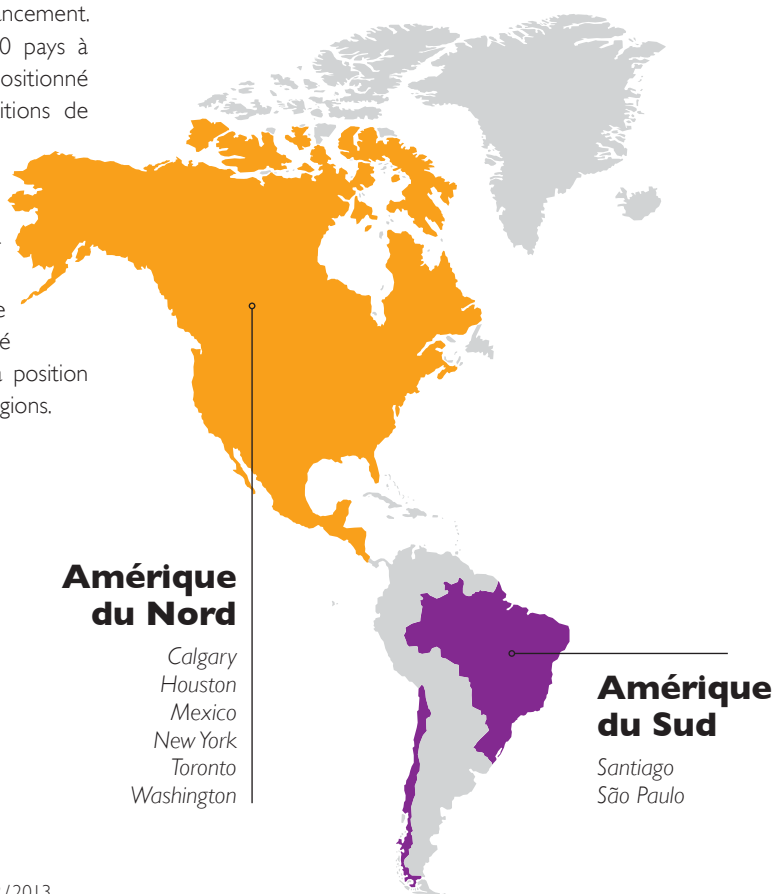 ancement.
0 pays à
ositionné
itions de
e
é
a position
gions.
Amérique
du Nord
Calgary
Houston
Mexico
New York
Toronto
Washington
Amérique
du Sud
Santiago
São Paulo
/2013